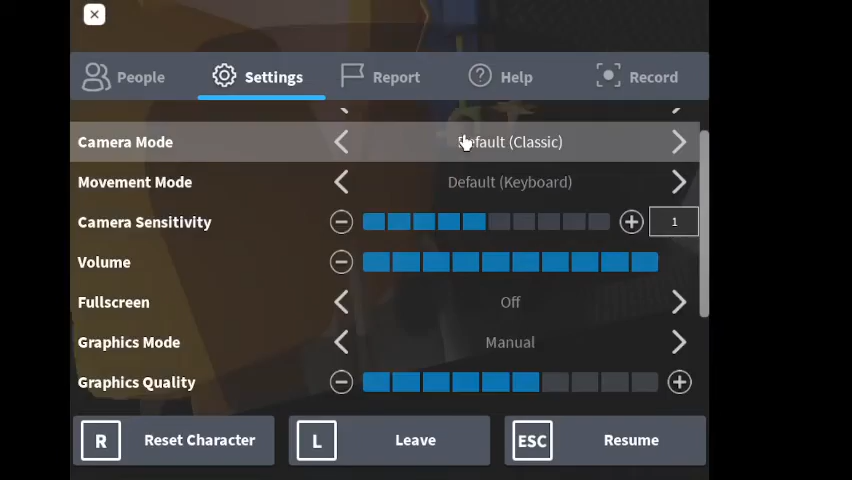 People Settings Report Help Record
Camera Mode Default (Classic)
Movement Mode Default (Keyboard)
Camera Sensitivity 1
Volume
Fullscreen Off
Graphics Mode Manual
Graphics Quality
R Reset Character L Leave ESC Resume